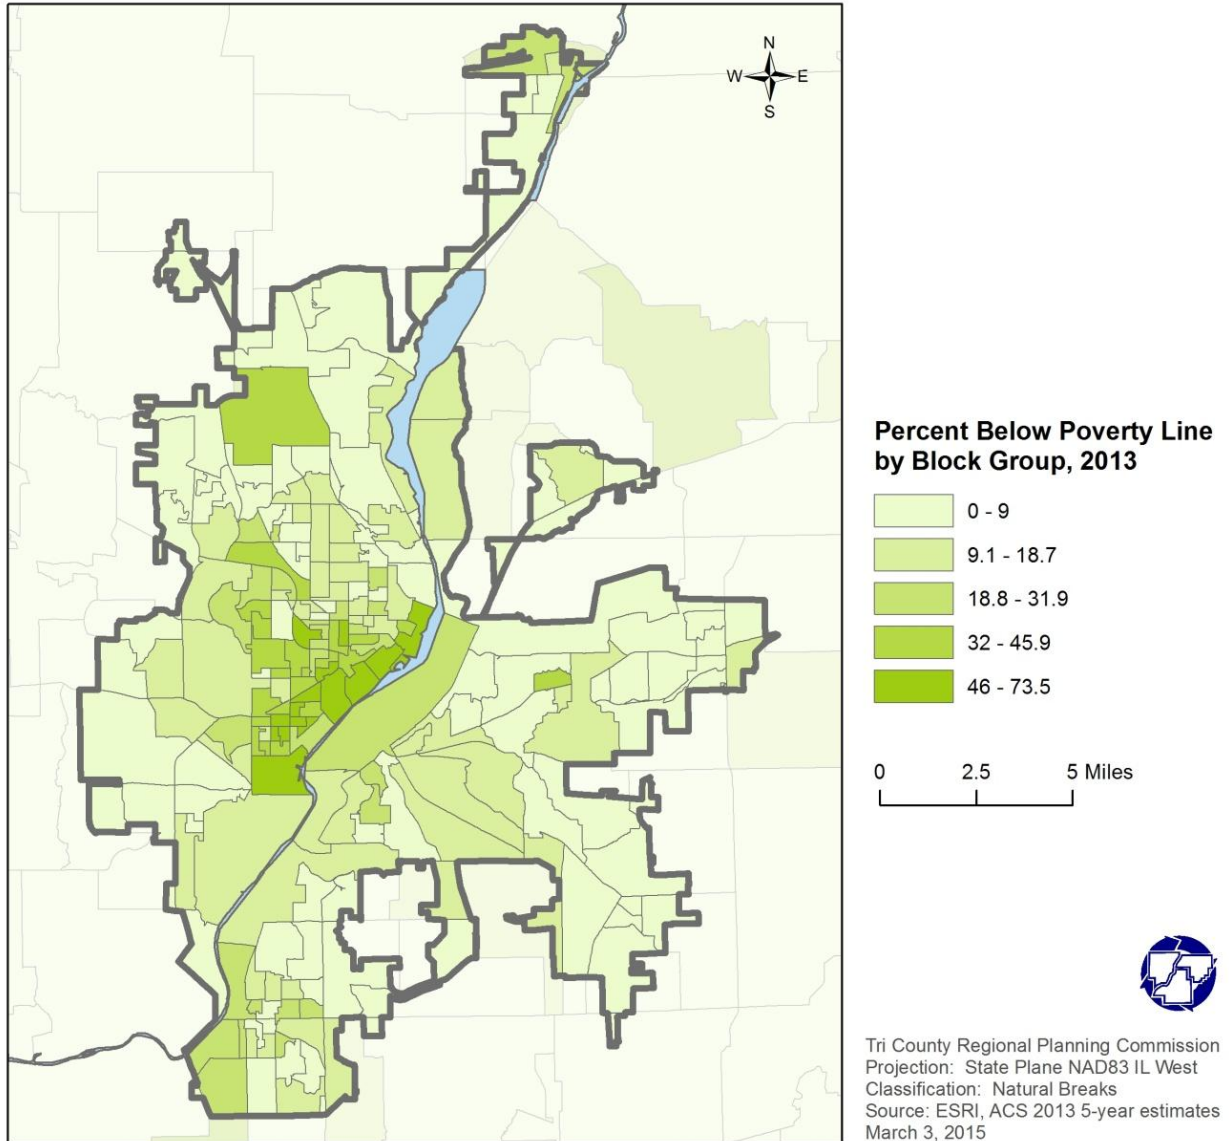 N
W E
S
Percent Below Poverty Line
by Block Group, 2013
0 - 9
9.1 - 18.7
18.8 - 31.9
32 - 45.9
46 - 73.5
0 2.5 5 Miles
Tri County Regional Planning Commission
Projection: State Plane NAD83 IL West
Classification: Natural Breaks
Source: ESRI, ACS 2013 5-year estimates
March 3, 2015